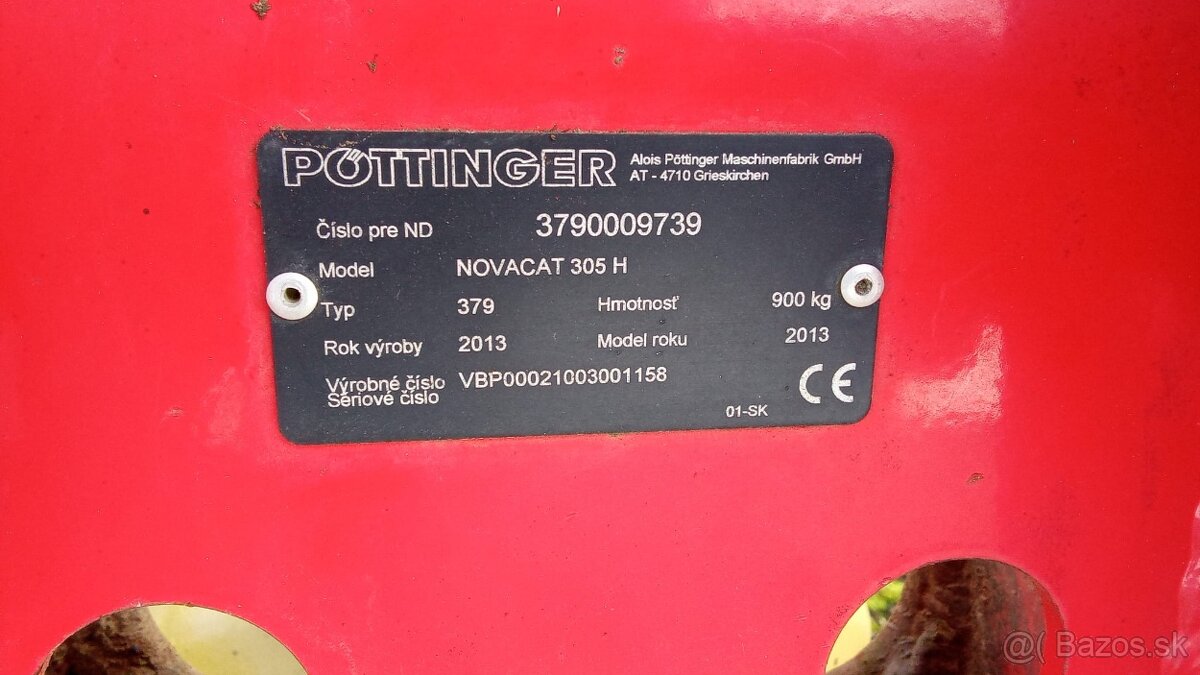 PÖTTINGER Alois Pöttinger Maschinenfabrik GmbH
AT - 4710 Grieskirchen
Číslo pre ND 3790009739
Model NOVACAT 305 H
Typ 379 Hmotnosť 900 kg
Rok výroby 2013 Model roku 2013
Výrobné číslo VBP00021003001158
Sériové číslo
CE
01-SK
@( Bazos.sk